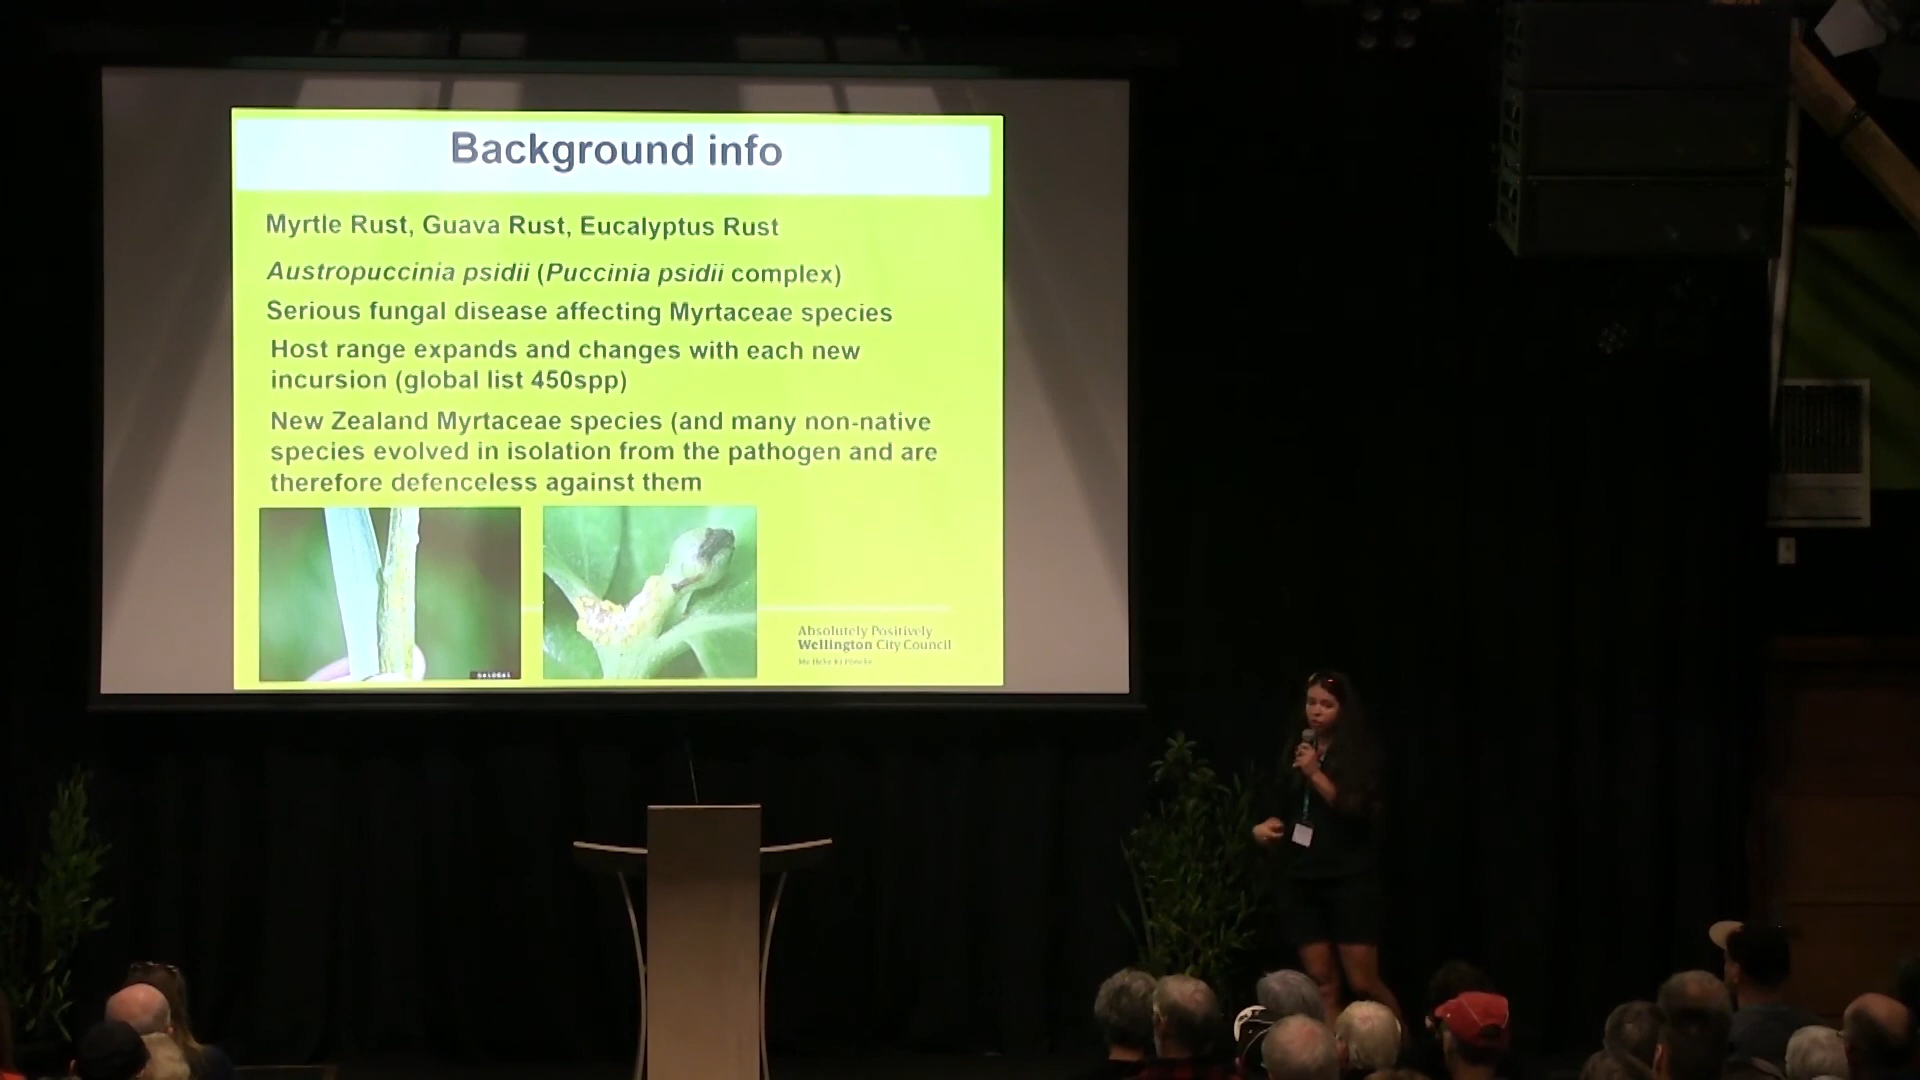 Background info
Myrtle Rust, Guava Rust, Eucalyptus Rust
Austropuccinia psidii (Puccinia psidii complex)
Serious fungal disease affecting Myrtaceae species
Host range expands and changes with each new
incursion (global list 450spp)
New Zealand Myrtaceae species (and many non-native
species evolved in isolation from the pathogen and are
therefore defenceless against them
Absolutely Positively
Wellington City Council